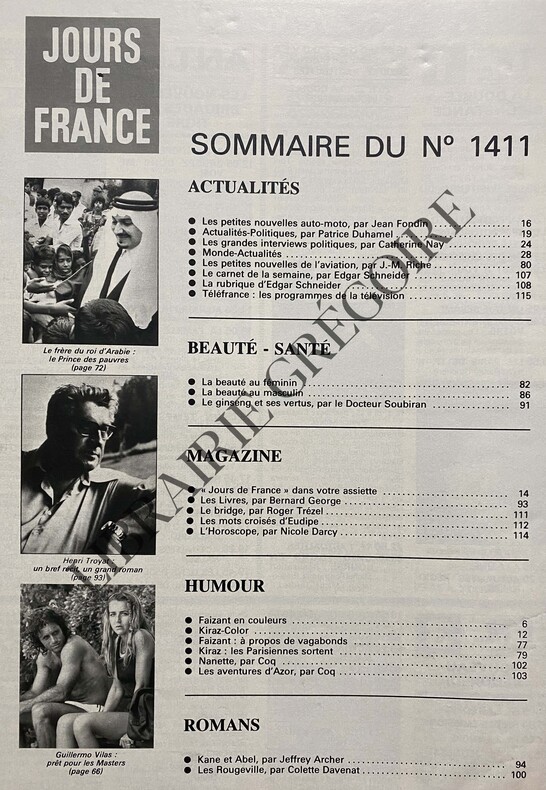 JOURS
DE
FRANCE
SOMMAIRE DU Nº 1411
ACTUALITÉS
● Les petites nouvelles auto-moto, par Jean Fondin .......... 16
● Actualités-Politiques, par Patrice Duhamel .......... 19
● Les grandes interviews politiques, par Catherine Nay .......... 24
● Monde-Actualités .......... 28
● Les petites nouvelles de l'aviation, par J.-M. Riche .......... 80
● Le carnet de la semaine, par Edgar Schneider .......... 107
● La rubrique d'Edgar Schneider .......... 108
● Téléfrance : les programmes de la télévision .......... 115
Le frère du roi d'Arabie :
le Prince des pauvres
(page 72)
BEAUTÉ - SANTÉ
● La beauté au féminin .......... 82
● La beauté au masculin .......... 86
● Le ginseng et ses vertus, par le Docteur Soubiran .......... 91
MAGAZINE
● « Jours de France » dans votre assiette .......... 14
● Les Livres, par Bernard George .......... 93
● Le bridge, par Roger Trézel .......... 111
● Les mots croisés d'Eudipe .......... 112
● L'Horoscope, par Nicole Darcy .......... 114
Henri Troyat :
un bref récit, un grand roman
(page 93)
HUMOUR
● Faizant en couleurs .......... 6
● Kiraz-Color .......... 12
● Faizant : à propos de vagabonds .......... 77
● Kiraz : les Parisiennes sortent .......... 79
● Nanette, par Coq .......... 102
● Les aventures d'Azor, par Coq .......... 103
Guillermo Vilas :
prêt pour les Masters
(page 66)
ROMANS
● Kane et Abel, par Jeffrey Archer .......... 94
● Les Rougeville, par Colette Davenat .......... 100
LIBRAIRIE GRÉGOIRE